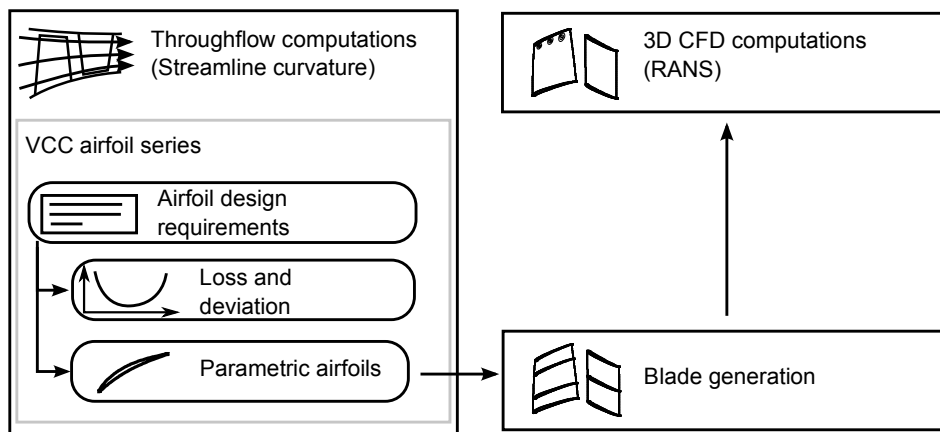 Throughflow computations
(Streamline curvature)
VCC airfoil series
Airfoil design
requirements
Loss and
deviation
Parametric airfoils
3D CFD computations
(RANS)
Blade generation